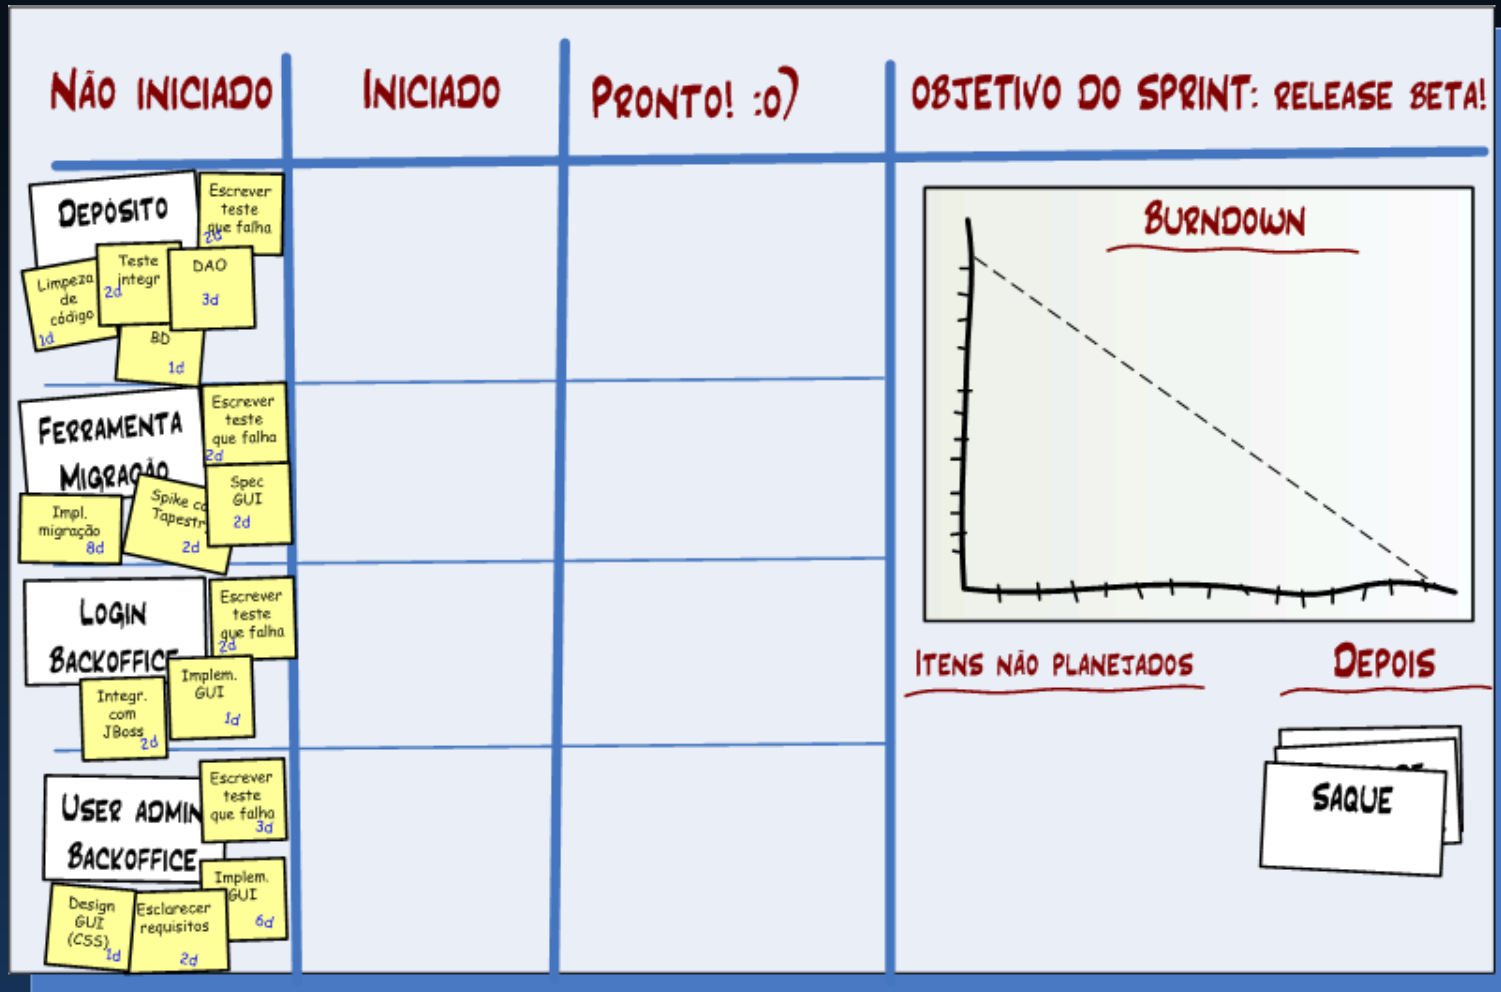 NÃO INICIADO
INICIADO
PRONTO! :o)
OBJETIVO DO SPRINT: RELEASE BETA!
DEPÓSITO
Escrever
teste
que falha
2d
Limpeza
de
código
1d
Teste
integr
2d
DAO
3d
BD
1d
FERRAMENTA
MIGRAÇÃO
Escrever
teste
que falha
2d
Impl.
migração
8d
Spike
Tapestr
2d
Spec
GUI
2d
LOGIN
BACKOFFICE
Escrever
teste
que falha
2d
Integr.
com
JBoss
2d
Implem.
GUI
1d
USER ADMIN
BACKOFFICE
Escrever
teste
que falha
3d
Implem.
GUI
6d
Design
GUI
(CSS)
1d
Esclarecer
requisitos
2d
BURNDOWN
ITENS NÃO PLANEJADOS
DEPOIS
SAQUE